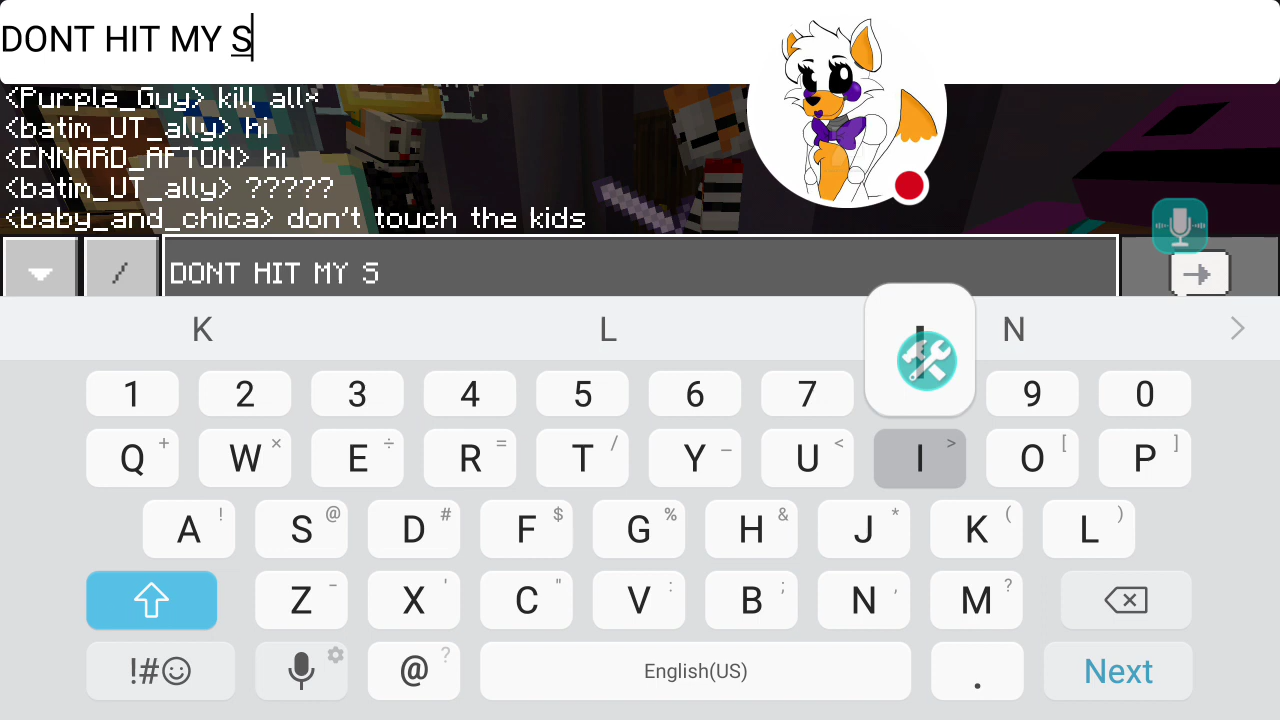 DONT HIT MY S
<Purple_Guy> kill all×
<batim_UT_ally> hi
<ENNARD_AFTON> hi
<batim_UT_ally> ?????
<baby_and_chica> don't touch the kids
/ DONT HIT MY S
K L N
1 2 3 4 5 6 7 9 0
Q + W × E ÷ R = T / Y _ U < I > O [ P ]
A ! S @ D # F $ G % H & J * K ( L )
Z - X ' C " V : B ; N , M ?
!#☺ @ ? English(US) . Next